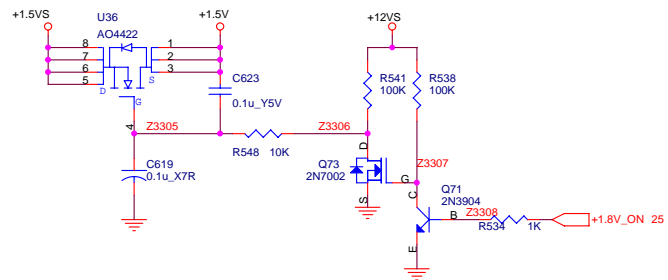 +1.5VS
U36
+1.5V
+12VS
AO4422
8
7
6
5
1
2
3
D
S
G
4
C623
0.1u_Y5V
R541
100K
R538
100K
Z3305
Z3306
R548 10K
C619
0.1u_X7R
D
Q73
2N7002
G
S
Z3307
Q71
2N3904
C
B
E
Z3308
R534 1K
+1.8V_ON 25